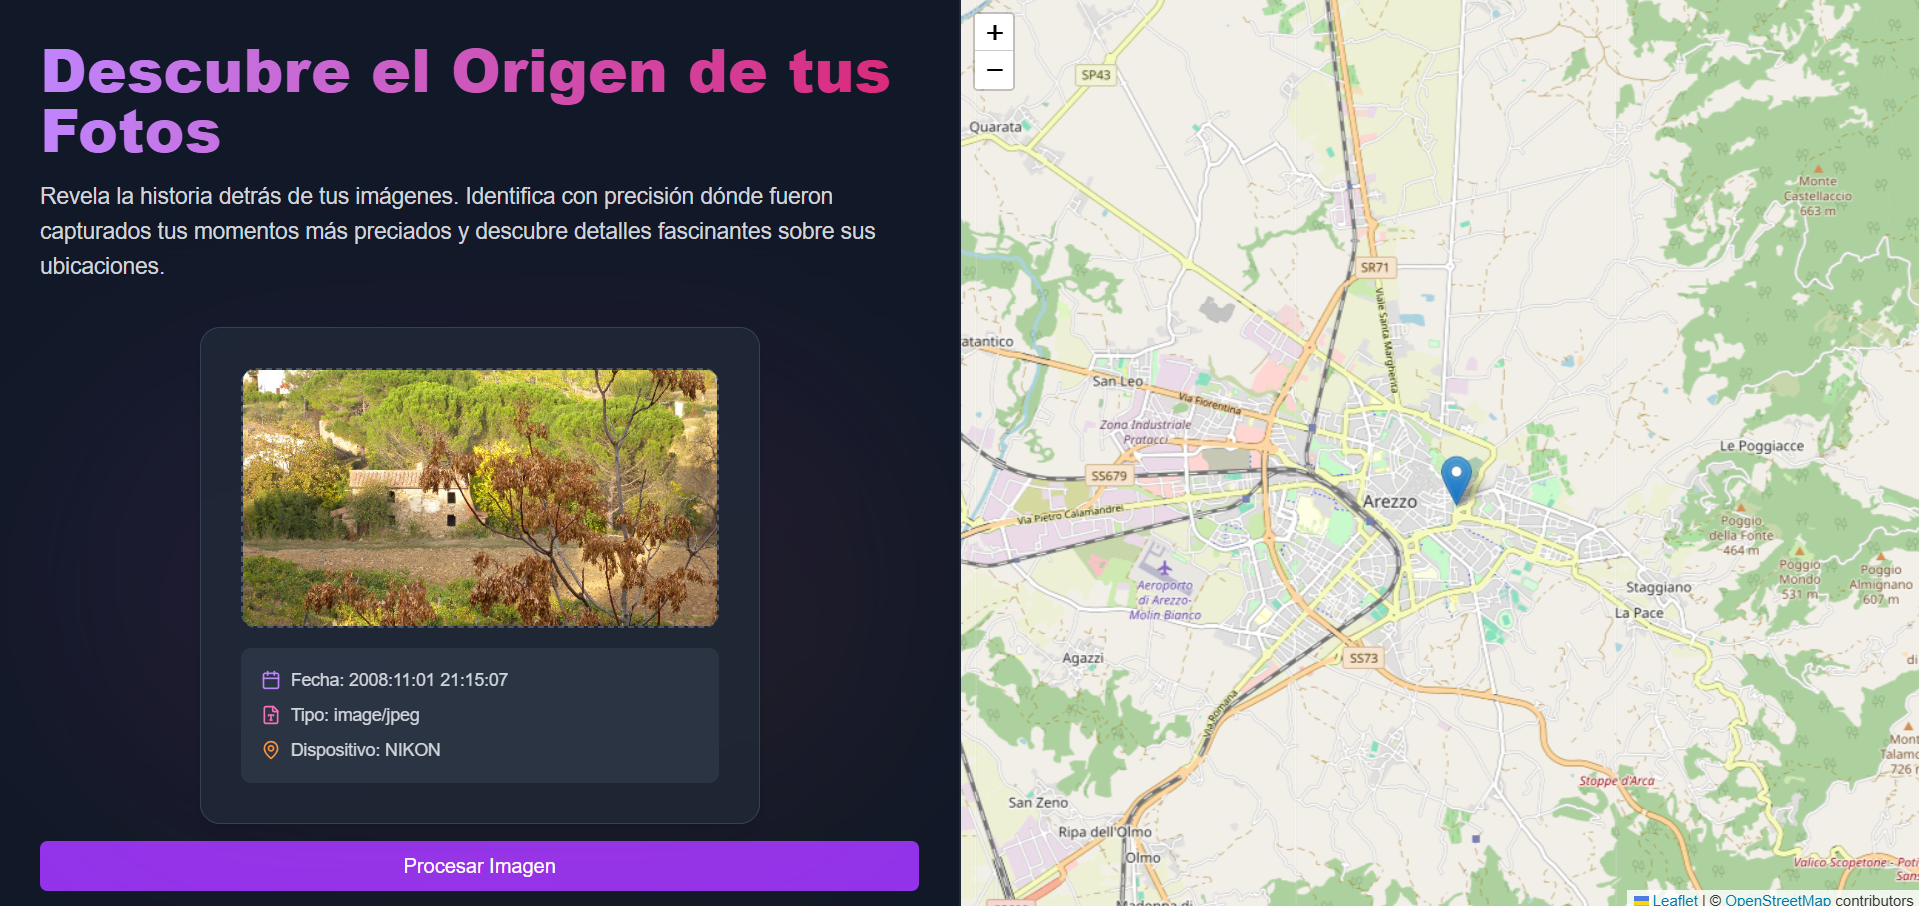 Descubre el Origen de tus
Fotos
Revela la historia detrás de tus imágenes. Identifica con precisión dónde fueron
capturados tus momentos más preciados y descubre detalles fascinantes sobre sus
ubicaciones.
Fecha: 2008:11:01 21:15:07
Tipo: image/jpeg
Dispositivo: NIKON
Procesar Imagen
+
−
SP43
Quarata
Monte
Castellaccio
663 m
SR71
Viale Santa Margherita
atantico
San Leo
Via Fiorentina
Zona Industriale
Pratacci
Le Poggiacce
SS679
Arezzo
Via Pietro Calamandrei
Poggio
della Fonte
464 m
Poggio
Mondo
531 m
Poggio
Almignano
607 m
Aeroporto
di Arezzo-
Molin Bianco
Staggiano
La Pace
Agazzi
SS73
di
Via Romana
Mont
Talamo
726 m
Stoppe d'Arca
San Zeno
Ripa dell'Olmo
Olmo
Valico Scopetone - Poti
Sans
Madonna di
Leaflet | © OpenStreetMap contributors